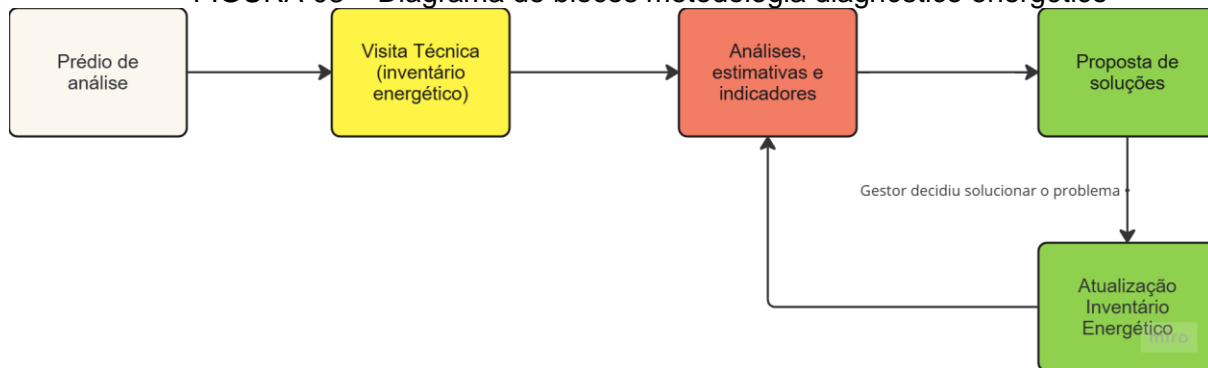 Prédio de
análise
Visita Técnica
(inventário
energético)
Análises,
estimativas e
indicadores
Proposta de
soluções
Gestor decidiu solucionar o problema
Atualização
Inventário
Energético
miro